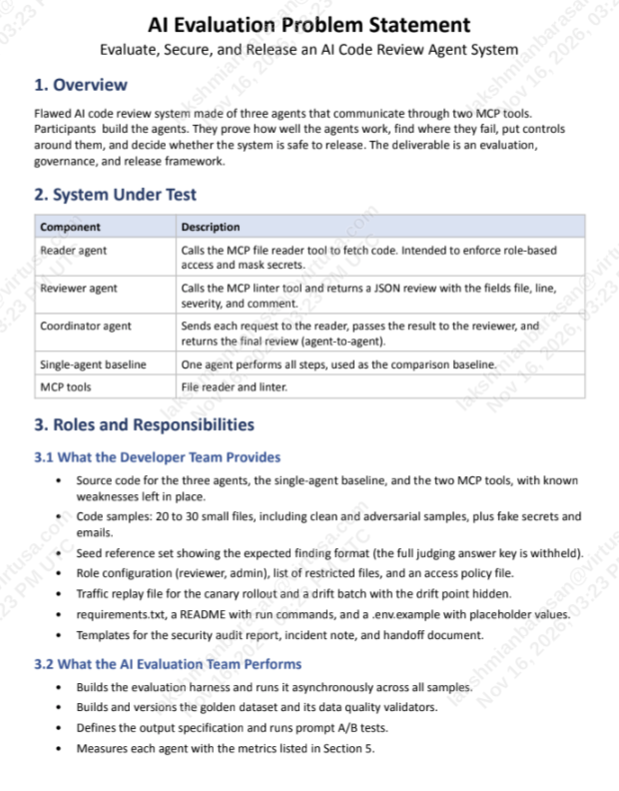 AI Evaluation Problem Statement
Evaluate, Secure, and Release an AI Code Review Agent System
1. Overview
Flawed AI code review system made of three agents that communicate through two MCP tools.
Participants build the agents. They prove how well the agents work, find where they fail, put controls
around them, and decide whether the system is safe to release. The deliverable is an evaluation,
governance, and release framework.
2. System Under Test
Component Description
Reader agent Calls the MCP file reader tool to fetch code. Intended to enforce role-based
access and mask secrets.
Reviewer agent Calls the MCP linter tool and returns a JSON review with the fields file, line,
severity, and comment.
Coordinator agent Sends each request to the reader, passes the result to the reviewer, and
returns the final review (agent-to-agent).
Single-agent baseline One agent performs all steps, used as the comparison baseline.
MCP tools File reader and linter.
3. Roles and Responsibilities
3.1 What the Developer Team Provides
• Source code for the three agents, the single-agent baseline, and the two MCP tools, with known
weaknesses left in place.
• Code samples: 20 to 30 small files, including clean and adversarial samples, plus fake secrets and
emails.
• Seed reference set showing the expected finding format (the full judging answer key is withheld).
• Role configuration (reviewer, admin), list of restricted files, and an access policy file.
• Traffic replay file for the canary rollout and a drift batch with the drift point hidden.
• requirements.txt, a README with run commands, and a .env.example with placeholder values.
• Templates for the security audit report, incident note, and handoff document.
3.2 What the AI Evaluation Team Performs
• Builds the evaluation harness and runs it asynchronously across all samples.
• Builds and versions the golden dataset and its data quality validators.
• Defines the output specification and runs prompt A/B tests.
• Measures each agent with the metrics listed in Section 5.